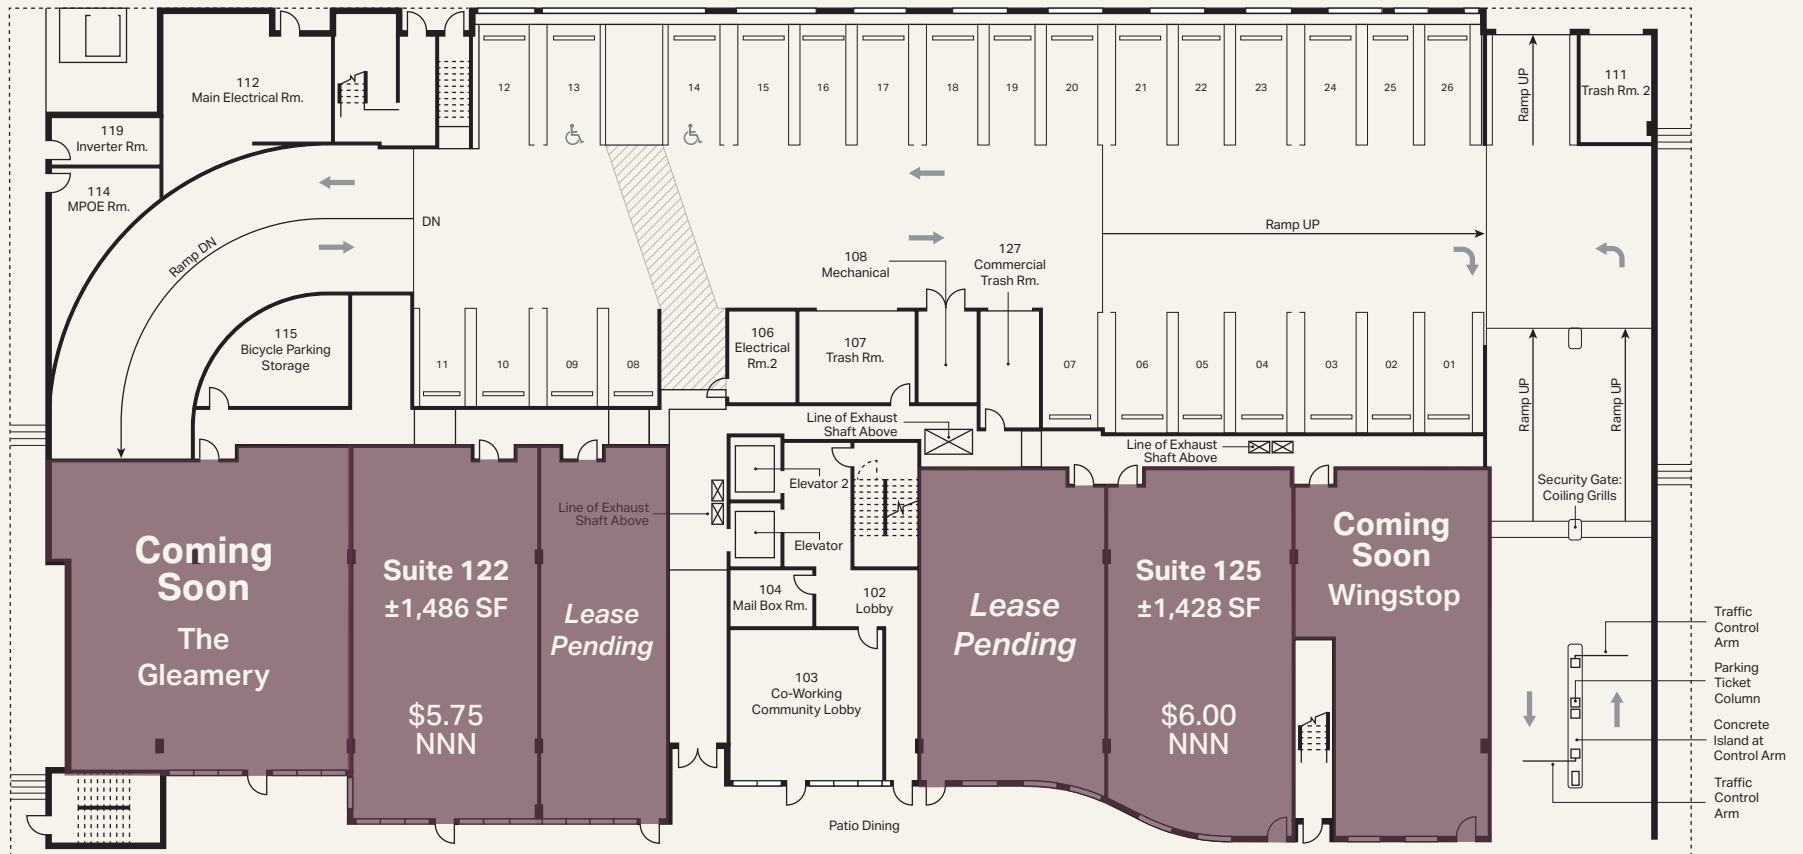 112
Main Electrical Rm.
119
Inverter Rm.
114
MPOE Rm.
12
13
14
15
16
17
18
19
20
21
22
23
24
25
26
Ramp UP
111
Trash Rm. 2
DN
Ramp DN
Ramp UP
108
Mechanical
127
Commercial
Trash Rm.
115
Bicycle Parking
Storage
11
10
09
08
106
Electrical
Rm.2
107
Trash Rm.
07
06
05
04
03
02
01
Ramp UP
Ramp UP
Line of Exhaust
Shaft Above
Line of Exhaust
Shaft Above
Security Gate:
Coiling Grills
Line of Exhaust
Shaft Above
Elevator 2
Elevator
Coming
Soon
The
Gleamery
Suite 122
±1,486 SF
$5.75
NNN
Lease
Pending
104
Mail Box Rm.
102
Lobby
103
Co-Working
Community Lobby
Lease
Pending
Suite 125
±1,428 SF
$6.00
NNN
Coming
Soon
Wingstop
Traffic
Control
Arm
Parking
Ticket
Column
Concrete
Island at
Control Arm
Traffic
Control
Arm
Patio Dining